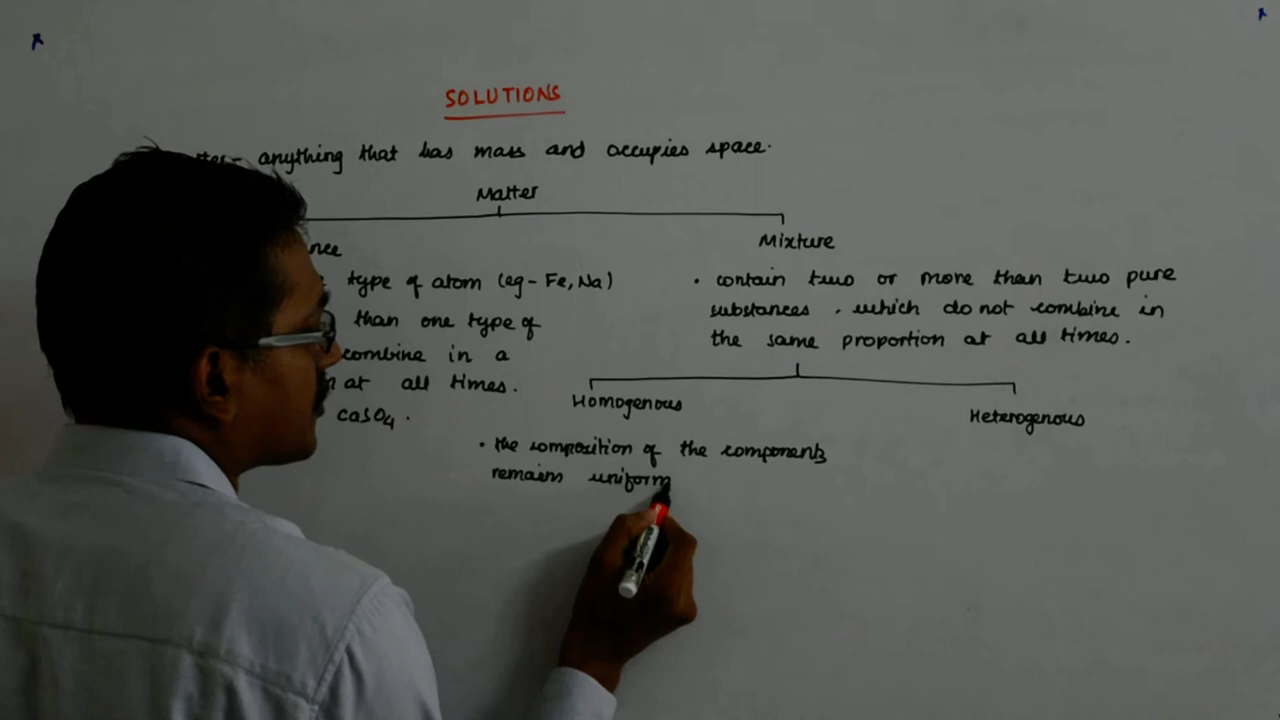 SOLUTIONS
anything that has mass and occupies space.
Matter
Mixture
type of atom (eg - Fe, Na)
than one type of
combine in a
at all times.
caSO4.
• contain two or more than two pure
substances. which do not combine in
the same proportion at all times.
Homogenous
Heterogenous
• the composition of the components
remains uniform